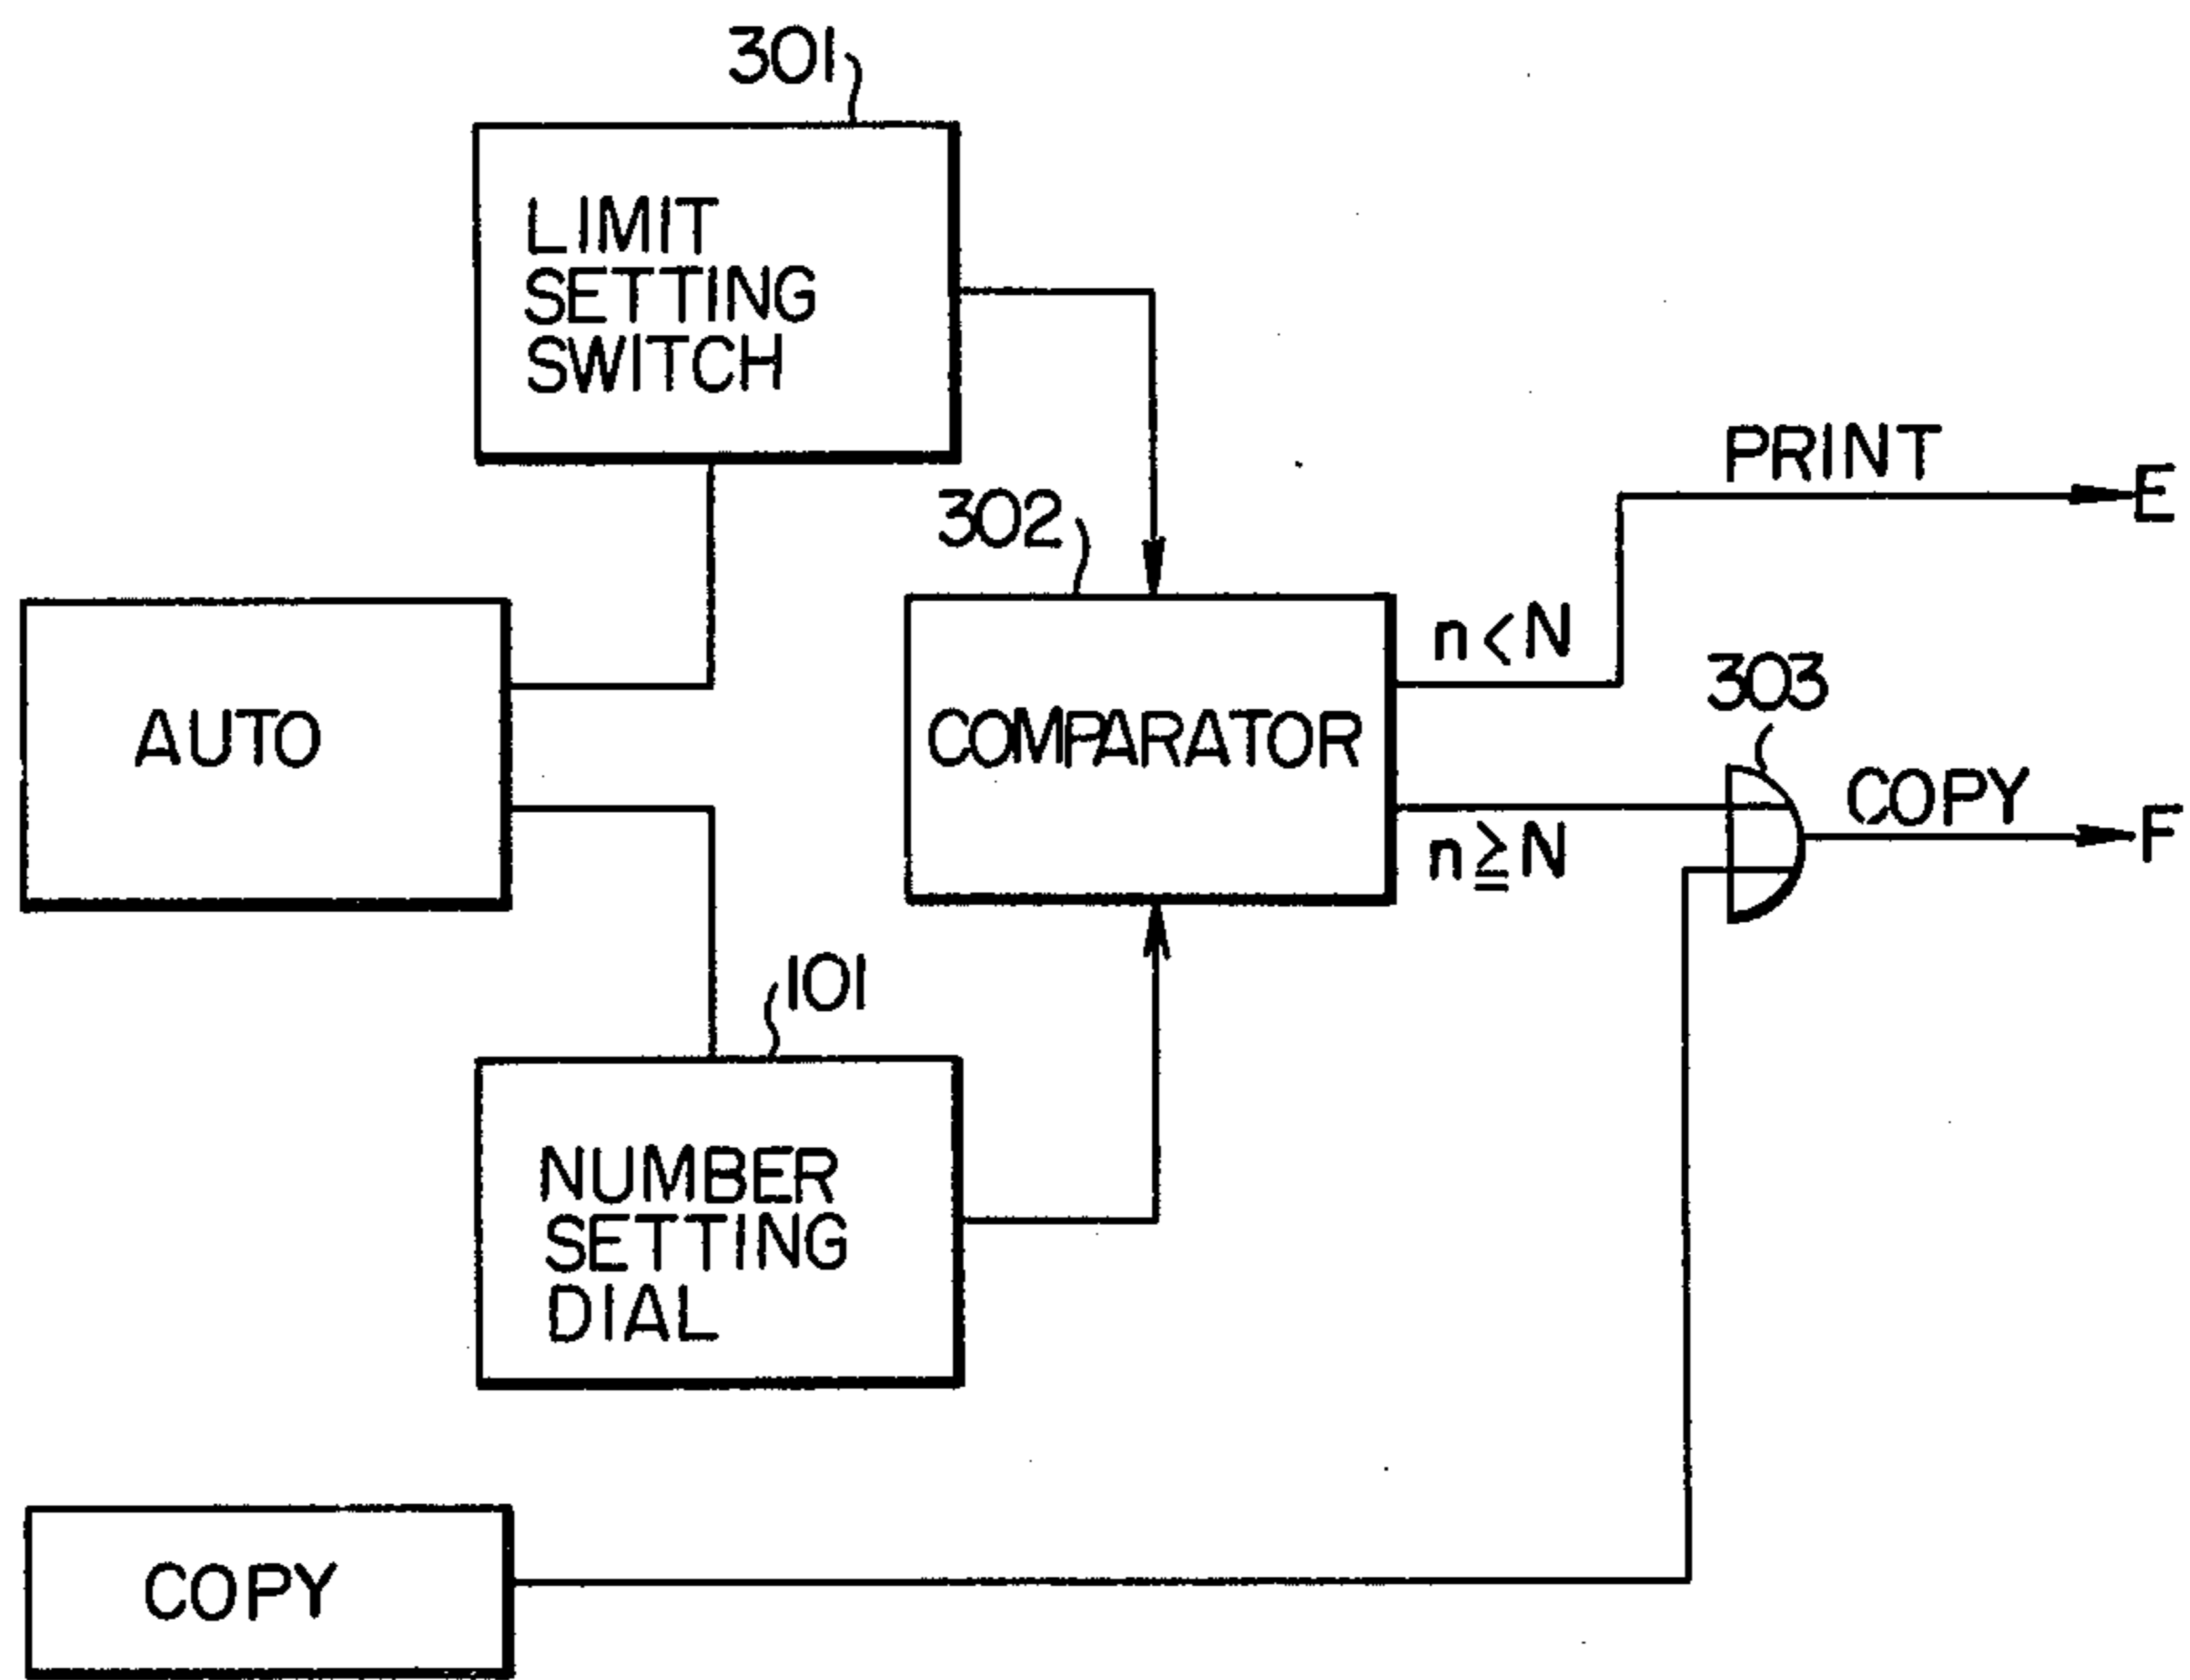 301
LIMIT
SETTING
SWITCH
302
PRINT
E
AUTO
COMPARATOR
n<N
n≧N
303
COPY
F
101
NUMBER
SETTING
DIAL
COPY